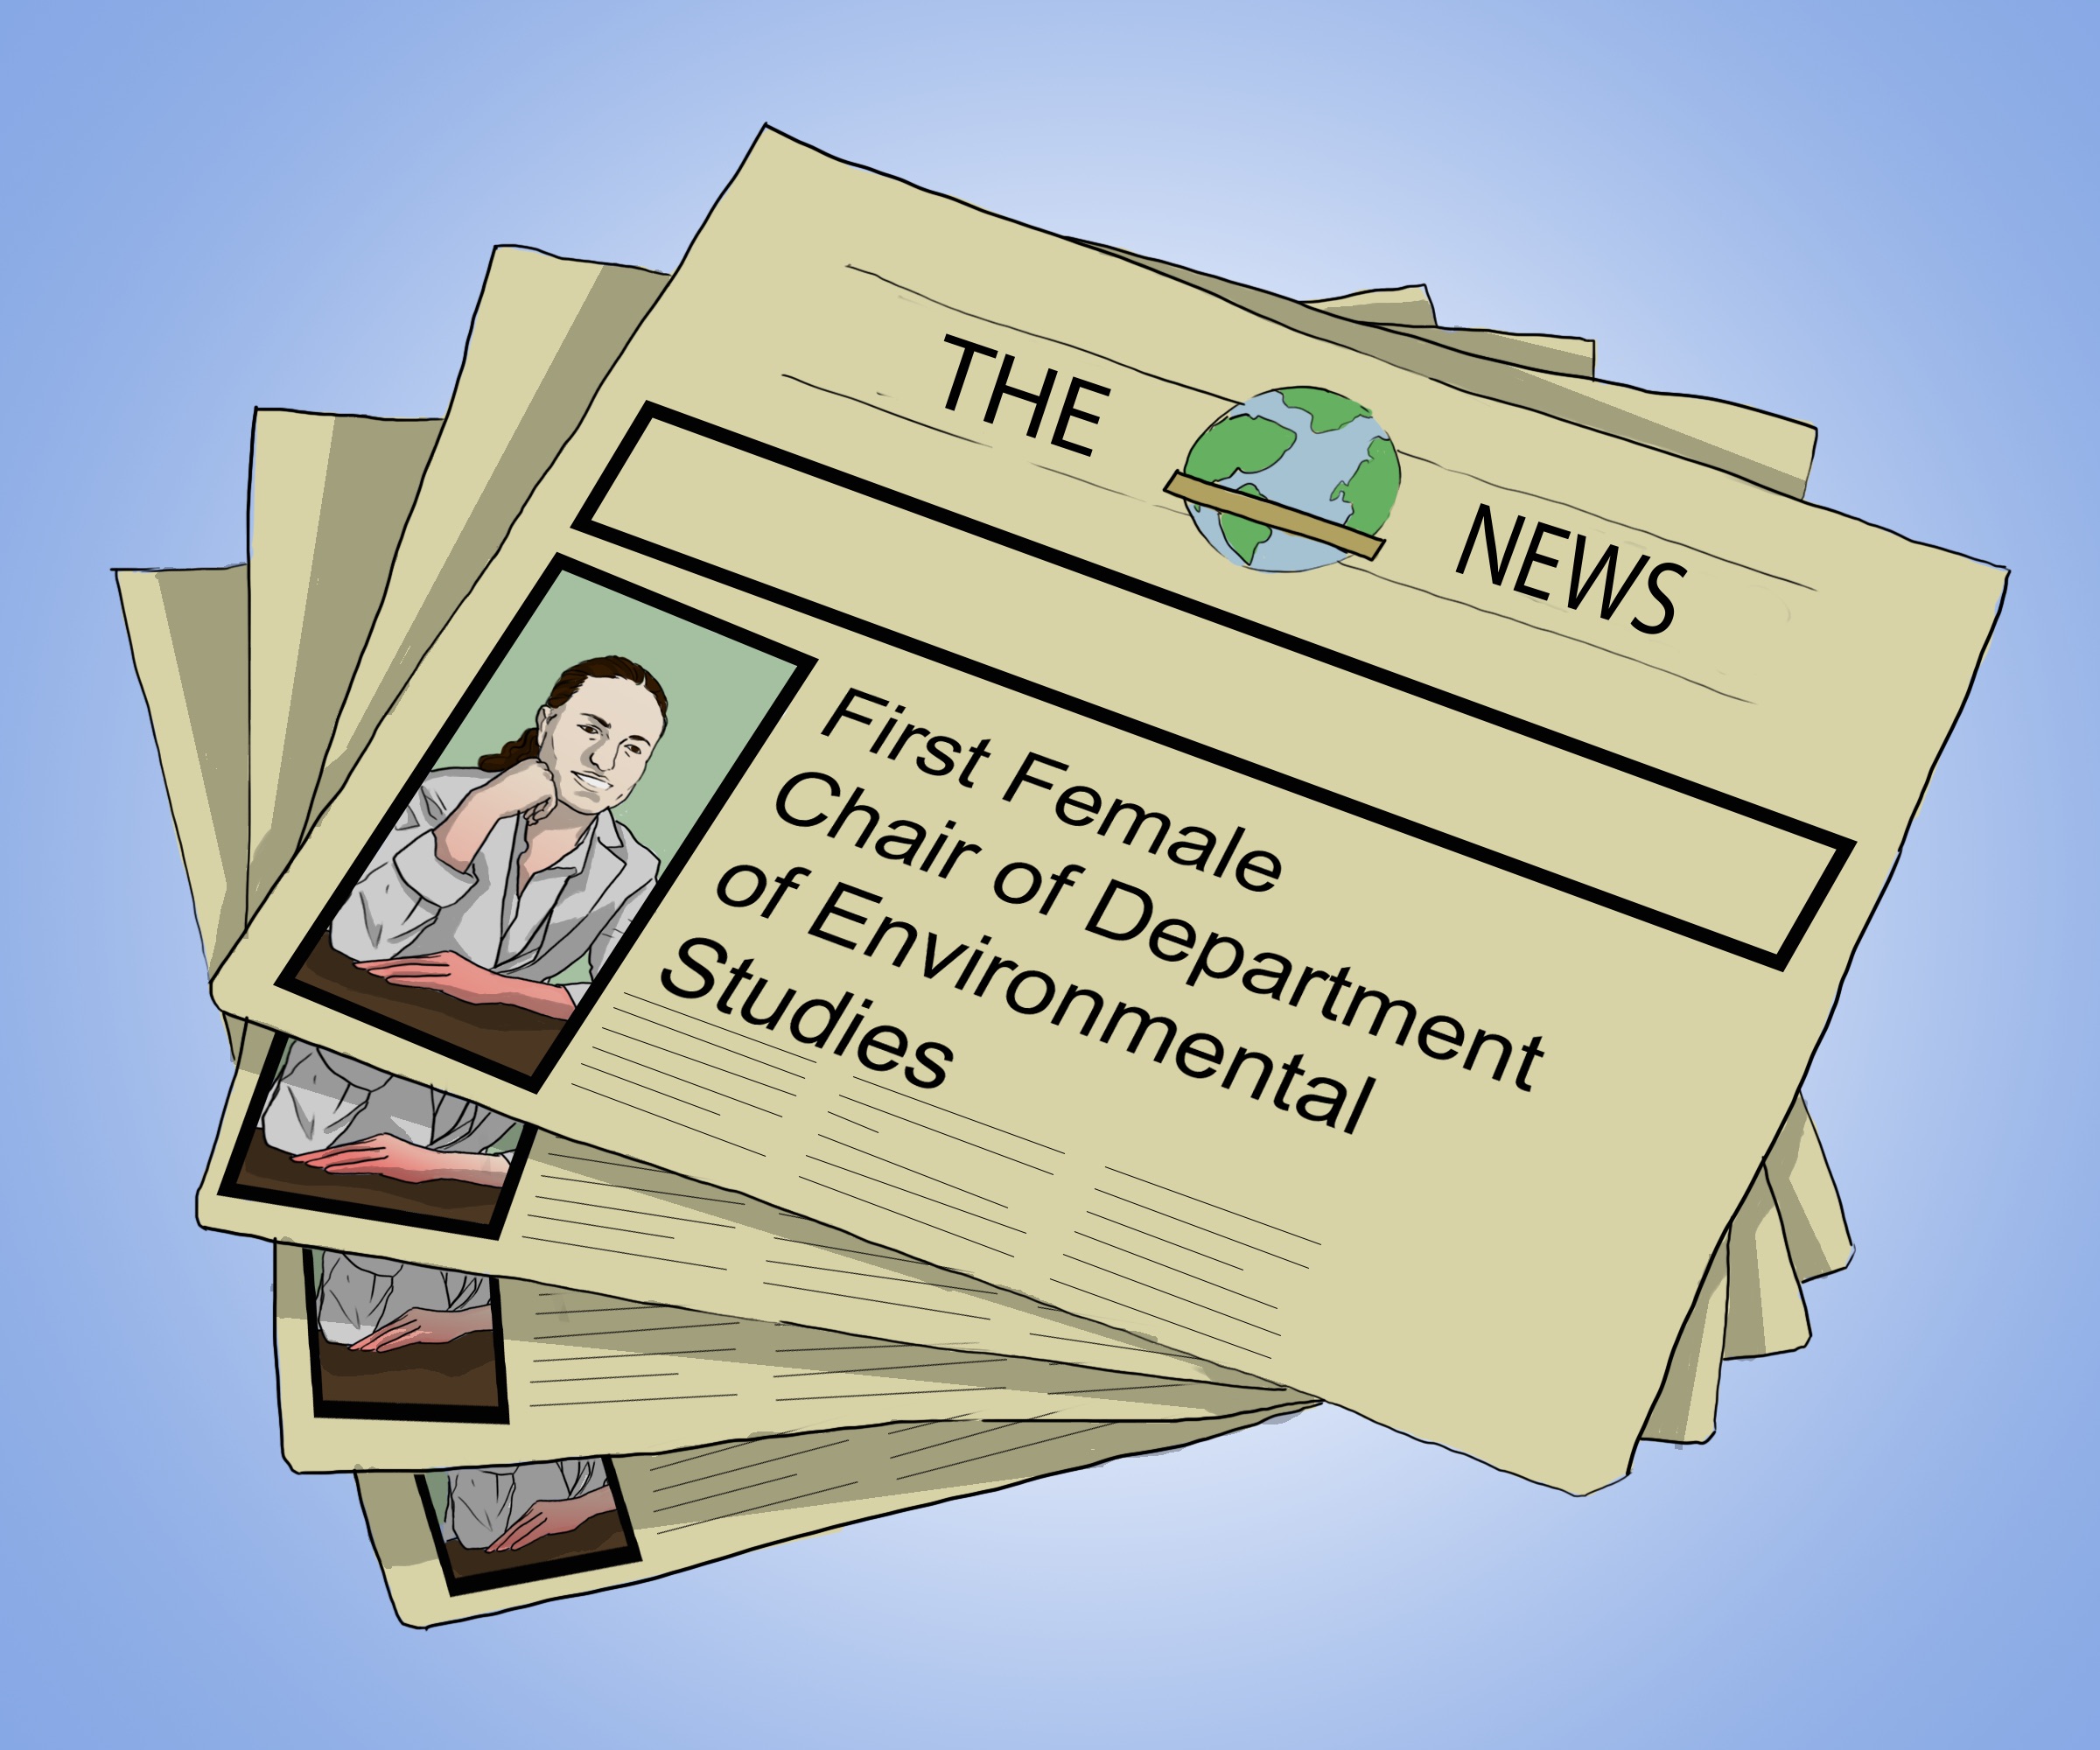 THE NEWS
First Female
Chair of Department
of Environmental
Studies